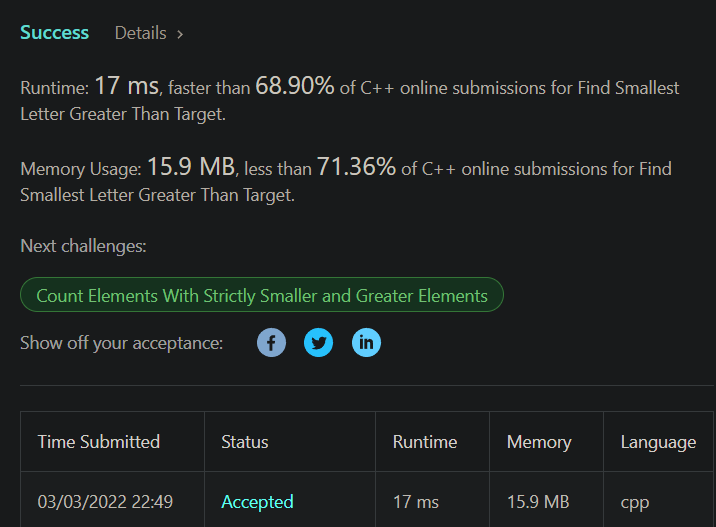 Success Details >
Runtime: 17 ms, faster than 68.90% of C++ online submissions for Find Smallest
Letter Greater Than Target.
Memory Usage: 15.9 MB, less than 71.36% of C++ online submissions for Find
Smallest Letter Greater Than Target.
Next challenges:
Count Elements With Strictly Smaller and Greater Elements
Show off your acceptance:
Time Submitted Status Runtime Memory Language
03/03/2022 22:49 Accepted 17 ms 15.9 MB cpp